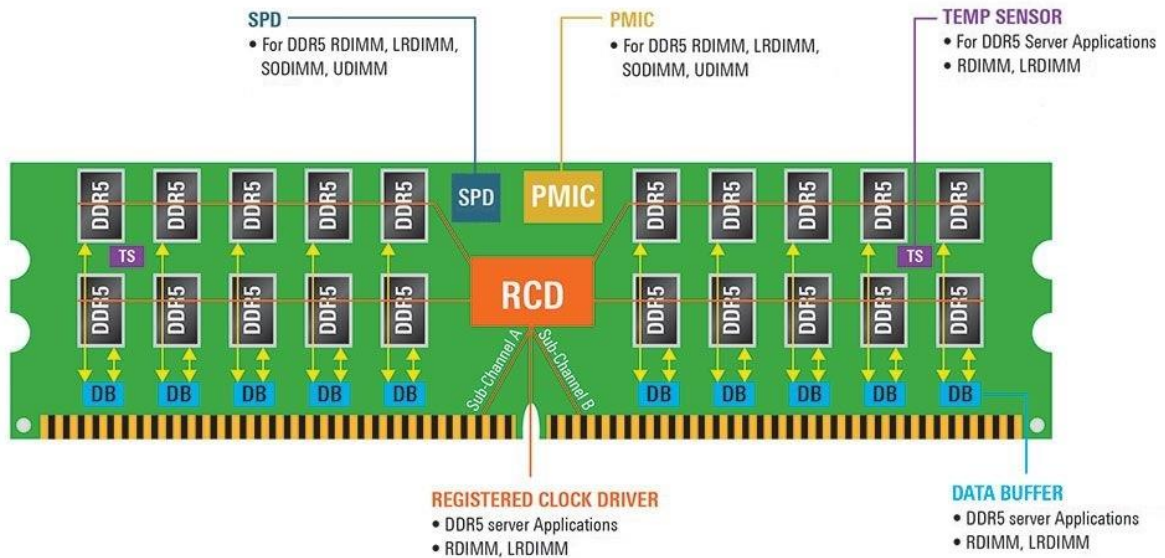 SPD
• For DDR5 RDIMM, LRDIMM,
SODIMM, UDIMM
PMIC
• For DDR5 RDIMM, LRDIMM,
SODIMM, UDIMM
TEMP SENSOR
• For DDR5 Server Applications
• RDIMM, LRDIMM
DDR5 DDR5 DDR5 DDR5 DDR5 SPD PMIC DDR5 DDR5 DDR5 DDR5 DDR5
TS TS
DDR5 DDR5 DDR5 DDR5 DDR5 RCD DDR5 DDR5 DDR5 DDR5 DDR5
Sub-Channel A
Sub-Channel B
DB DB DB DB DB DB DB DB DB DB
REGISTERED CLOCK DRIVER
• DDR5 server Applications
• RDIMM, LRDIMM
DATA BUFFER
• DDR5 server Applications
• RDIMM, LRDIMM